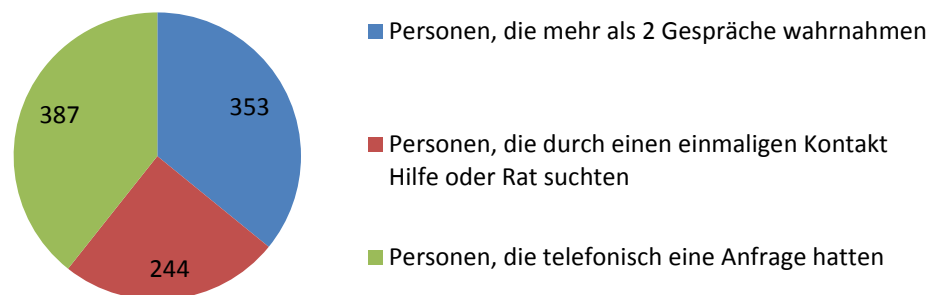 Personen, die mehr als 2 Gespräche wahrnahmen
387
353
Personen, die durch einen einmaligen Kontakt
Hilfe oder Rat suchten
Personen, die telefonisch eine Anfrage hatten
244